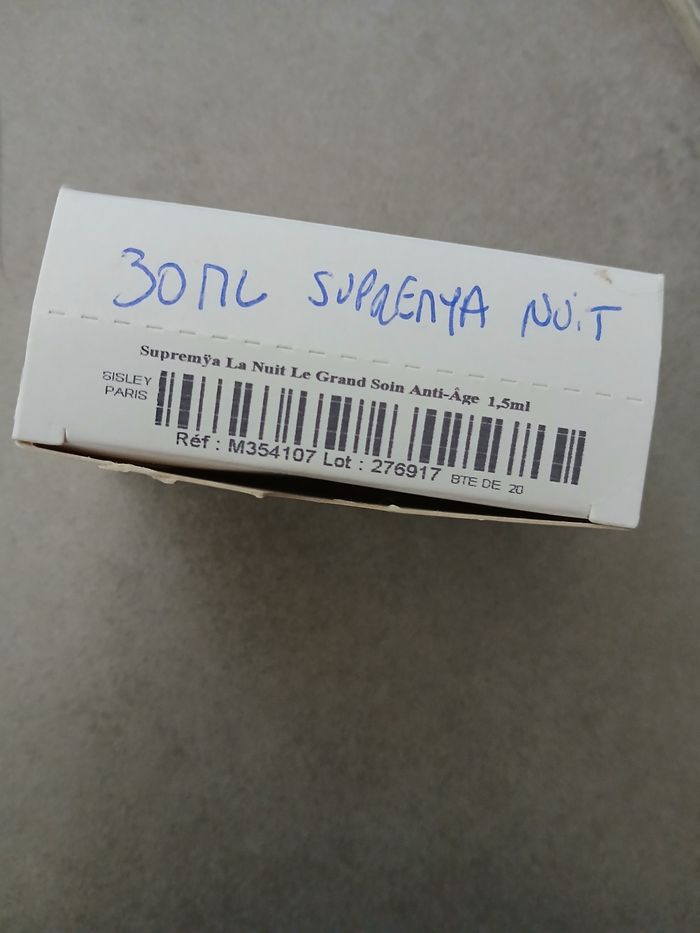 30ML SUPREMYA NUiT
Supremÿa La Nuit Le Grand Soin Anti-Âge 1,5ml
SISLEY
PARIS
Réf : M354107 Lot : 276917 BTE DE 20